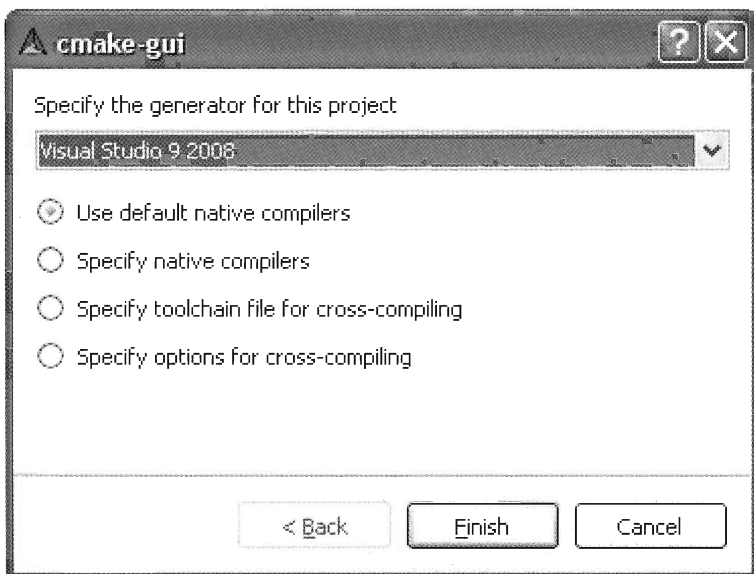 cmake-gui
Specify the generator for this project
Visual Studio 9 2008
Use default native compilers
Specify native compilers
Specify toolchain file for cross-compiling
Specify options for cross-compiling
< Back
Finish
Cancel